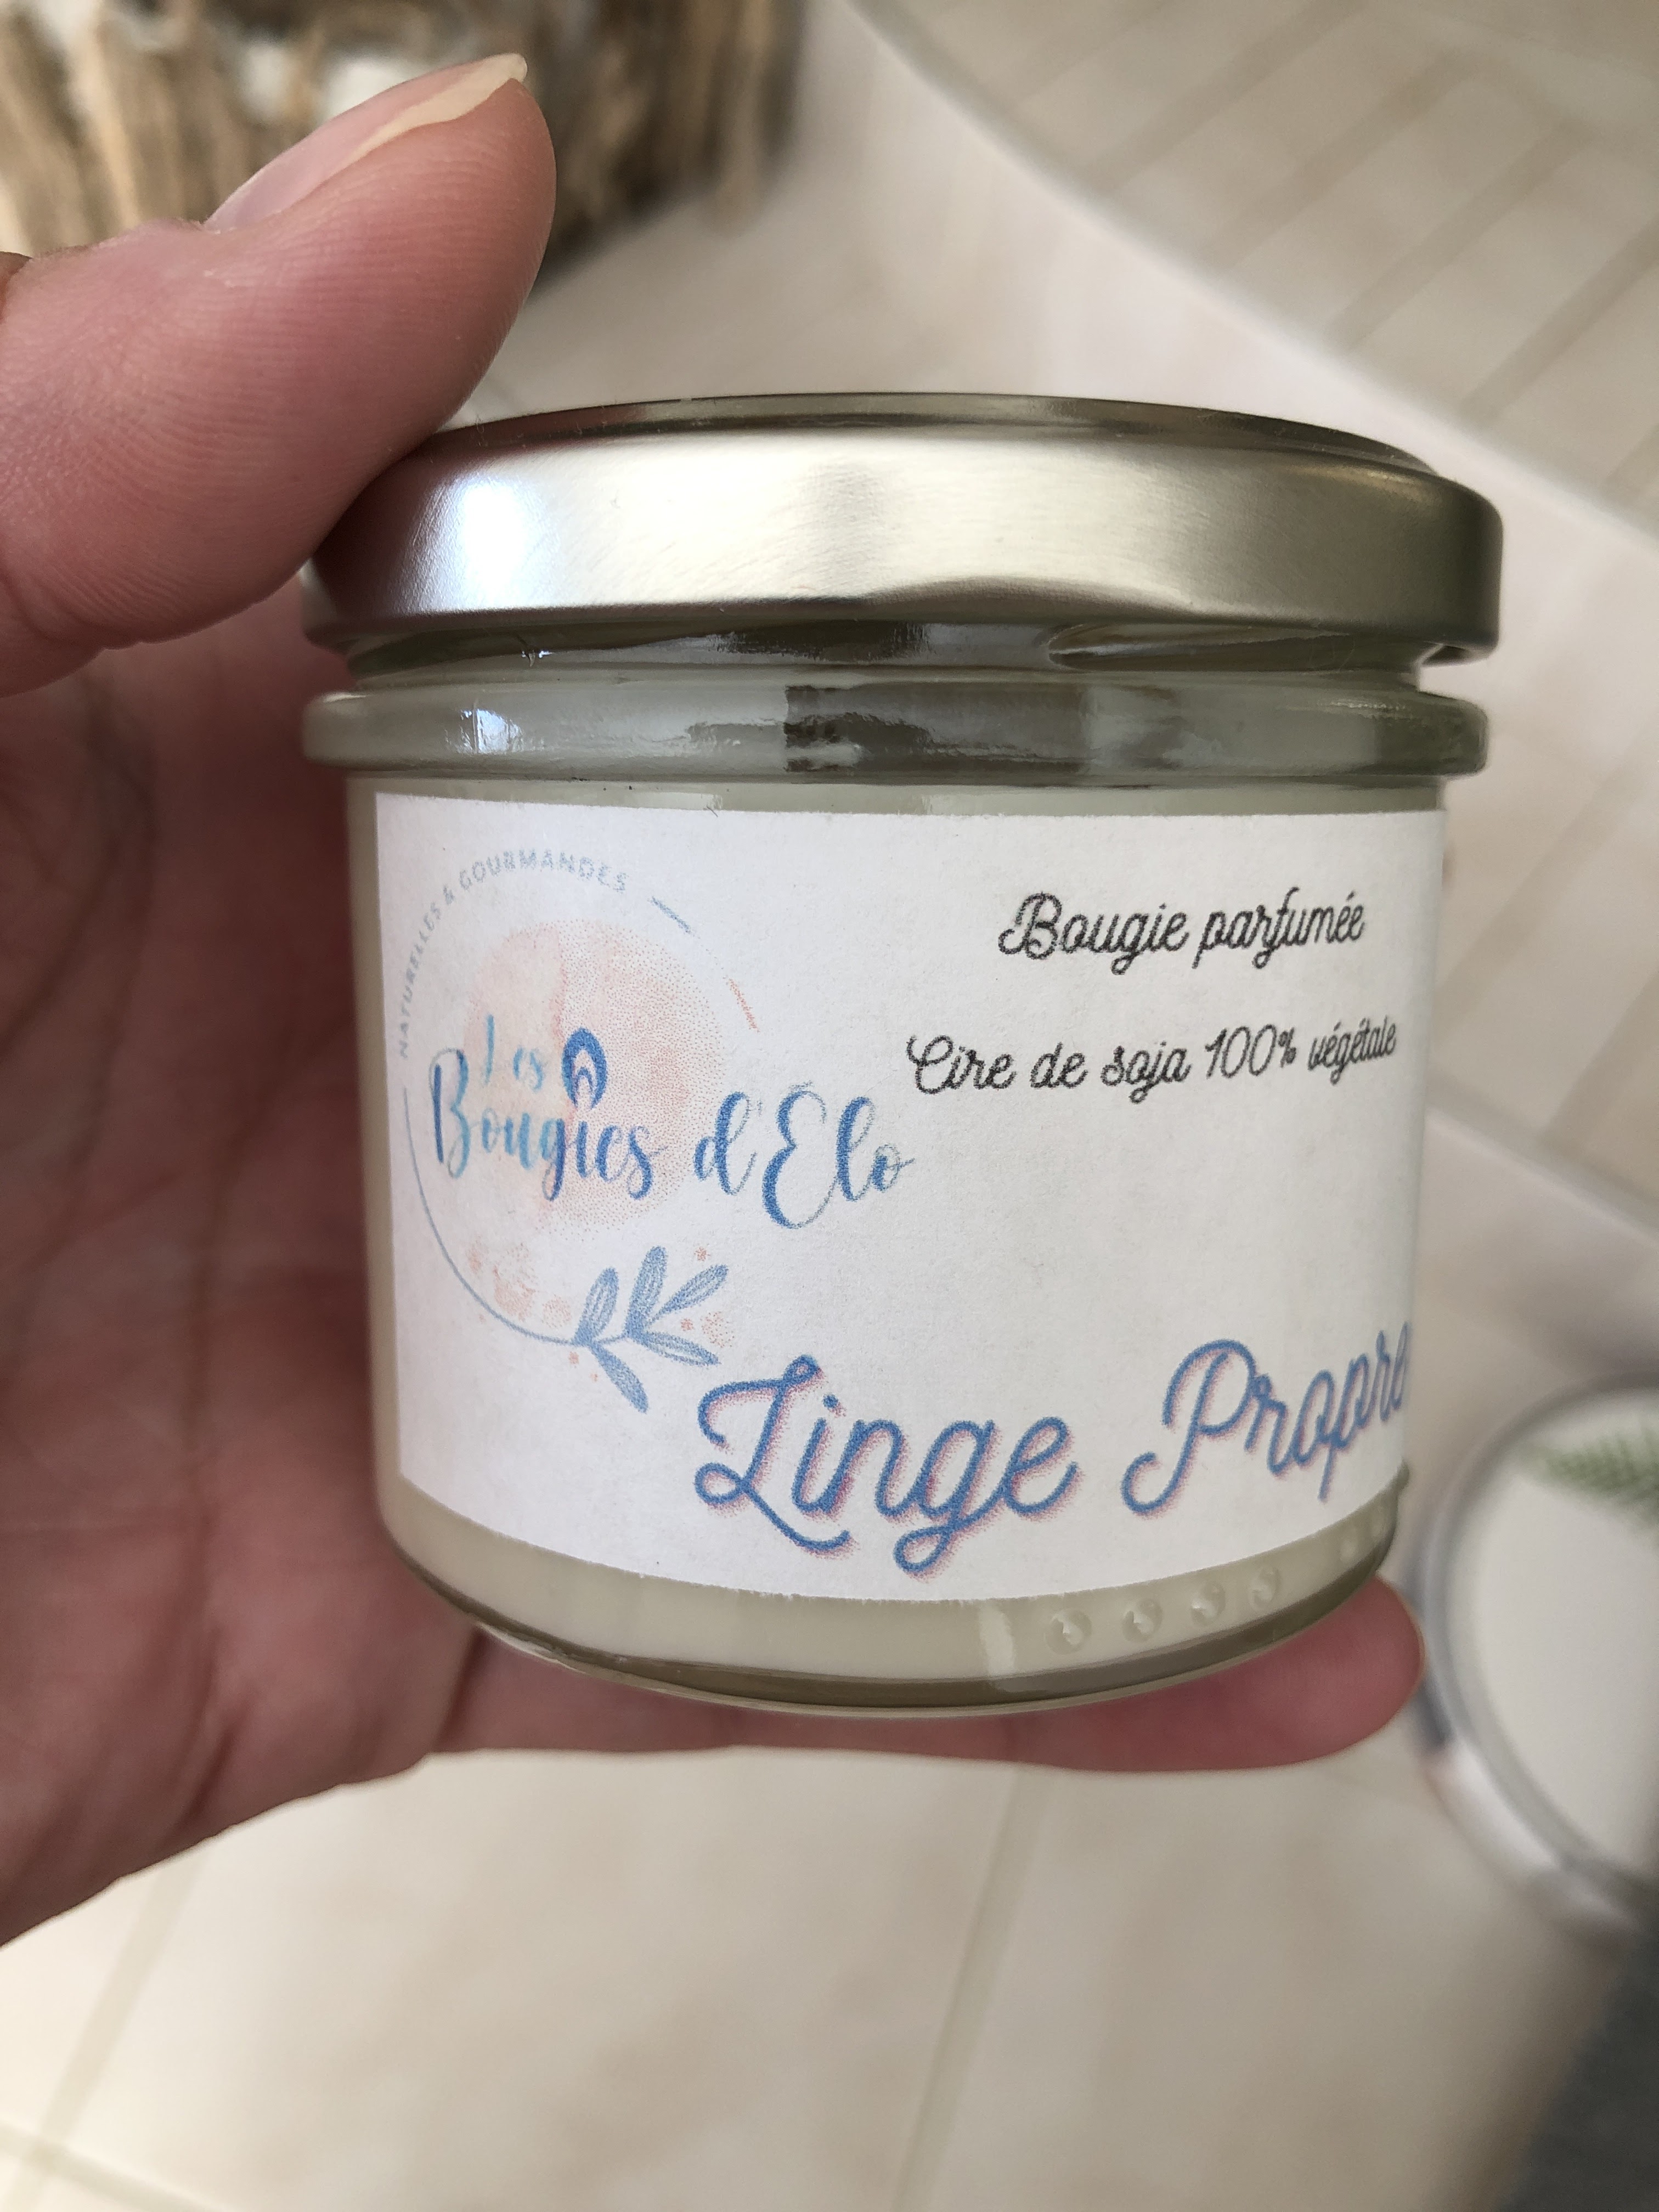 NATURELLES & GOURMANDES
Les
Bougies d'Elo
Bougie parfumée
Cire de soja 100% végétale
Linge Propre